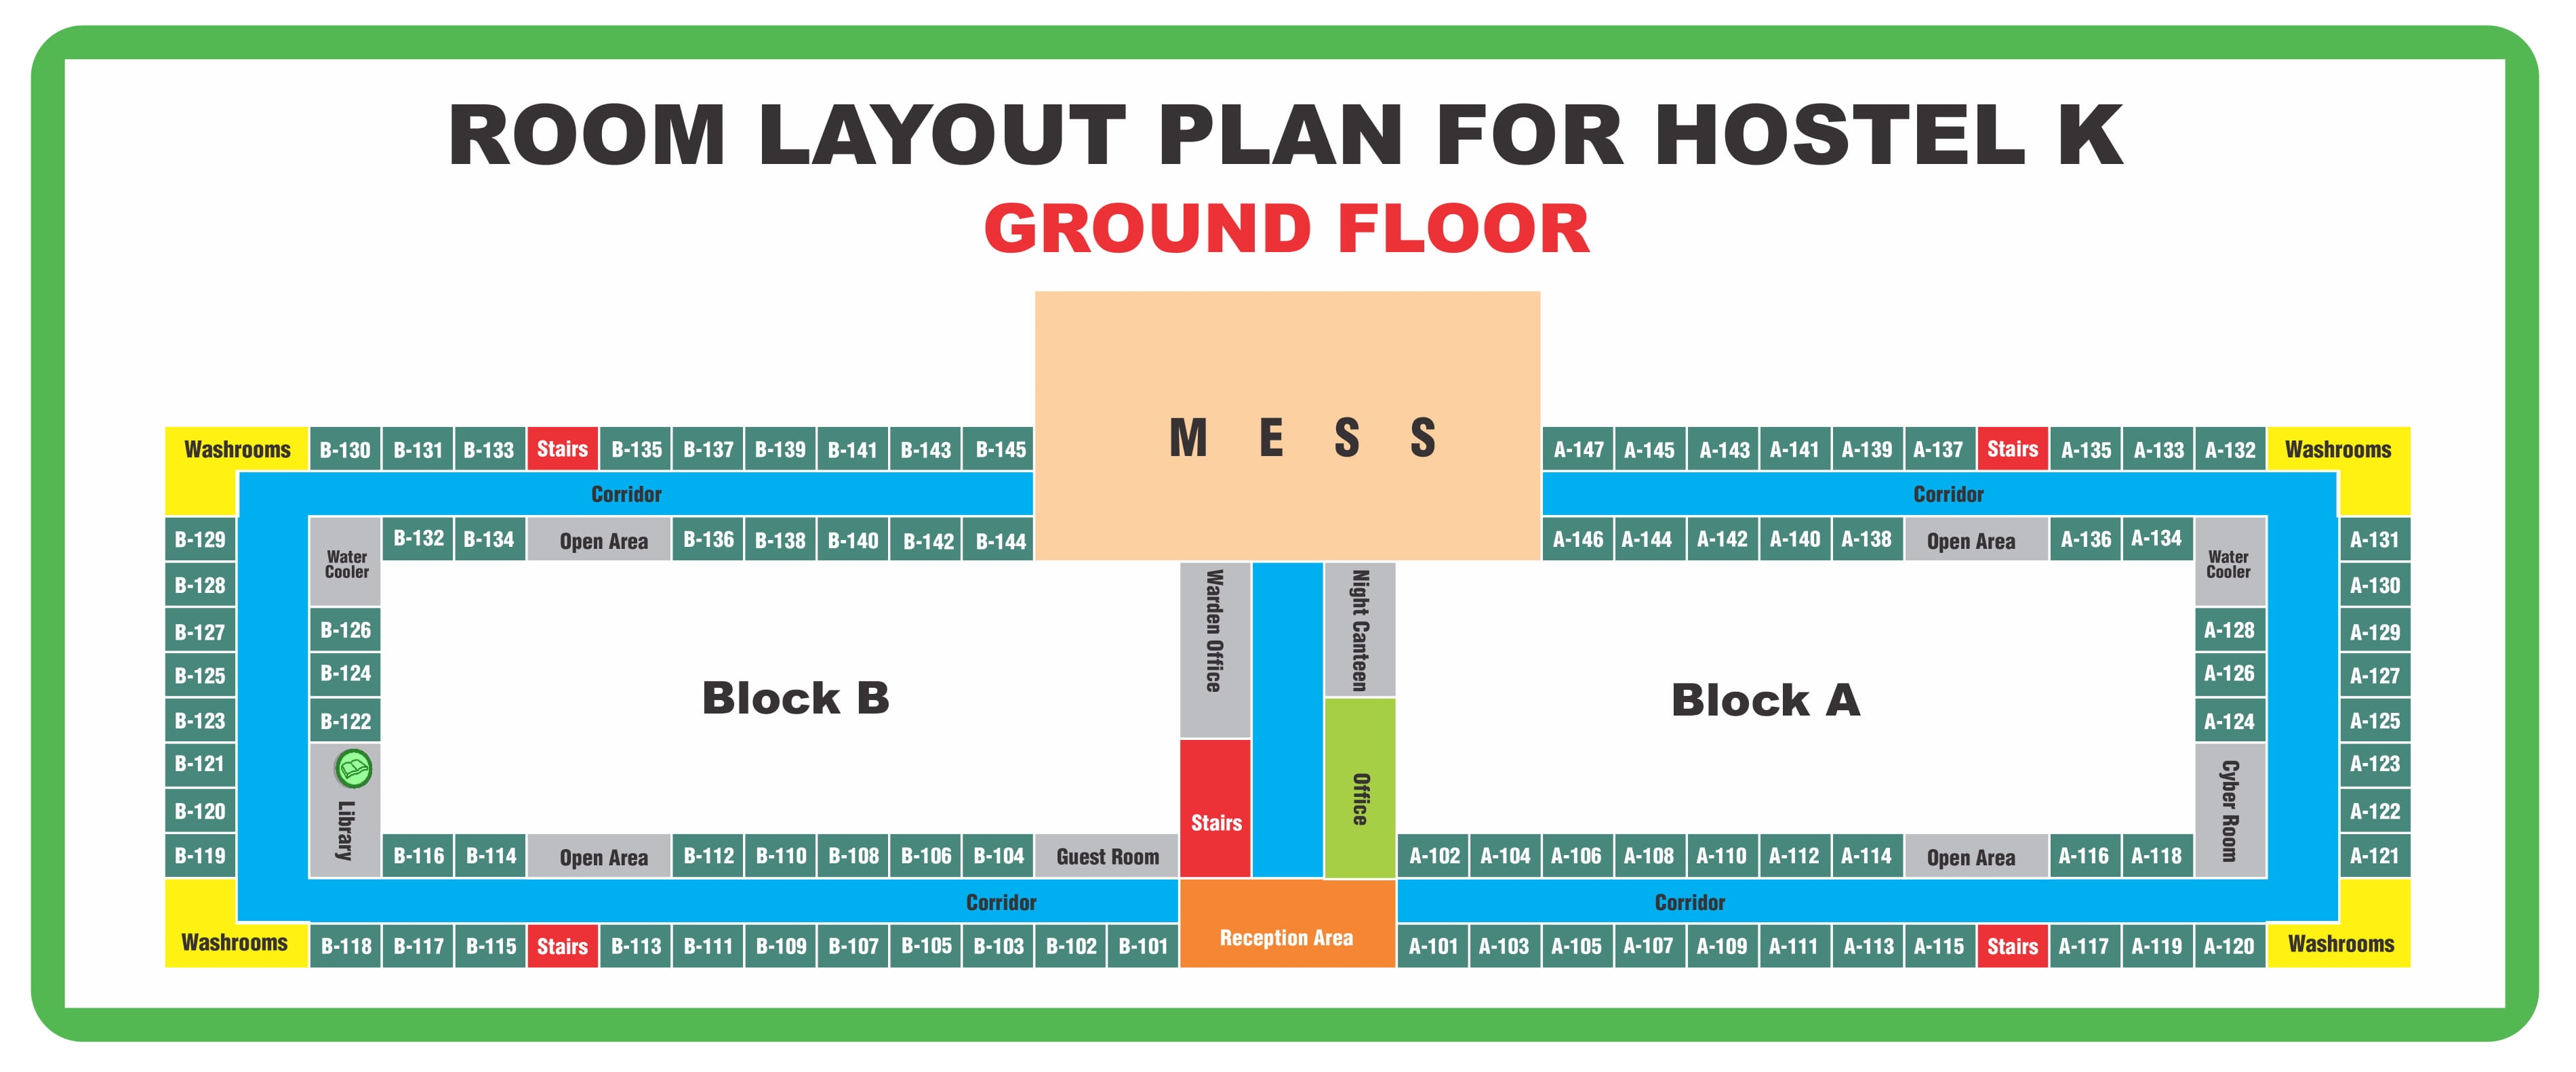 ROOM LAYOUT PLAN FOR HOSTEL K
GROUND FLOOR
M E S S
Washrooms B-130 B-131 B-133 Stairs B-135 B-137 B-139 B-141 B-143 B-145
A-147 A-145 A-143 A-141 A-139 A-137 Stairs A-135 A-133 A-132 Washrooms
Corridor
Corridor
B-129 Water Cooler B-132 B-134 Open Area B-136 B-138 B-140 B-142 B-144
A-146 A-144 A-142 A-140 A-138 Open Area A-136 A-134 Water Cooler A-131
B-128
Warden Office
Night Canteen
A-130
B-127 B-126
A-128 A-129
B-125 B-124
A-126 A-127
Block B
Block A
B-123 B-122
A-124 A-125
B-121
A-123
Library
Stairs
Office
Cyber Room
B-120
A-122
B-119 B-116 B-114 Open Area B-112 B-110 B-108 B-106 B-104 Guest Room
A-102 A-104 A-106 A-108 A-110 A-112 A-114 Open Area A-116 A-118 A-121
Corridor
Corridor
Washrooms B-118 B-117 B-115 Stairs B-113 B-111 B-109 B-107 B-105 B-103 B-102 B-101
Reception Area
A-101 A-103 A-105 A-107 A-109 A-111 A-113 A-115 Stairs A-117 A-119 A-120 Washrooms